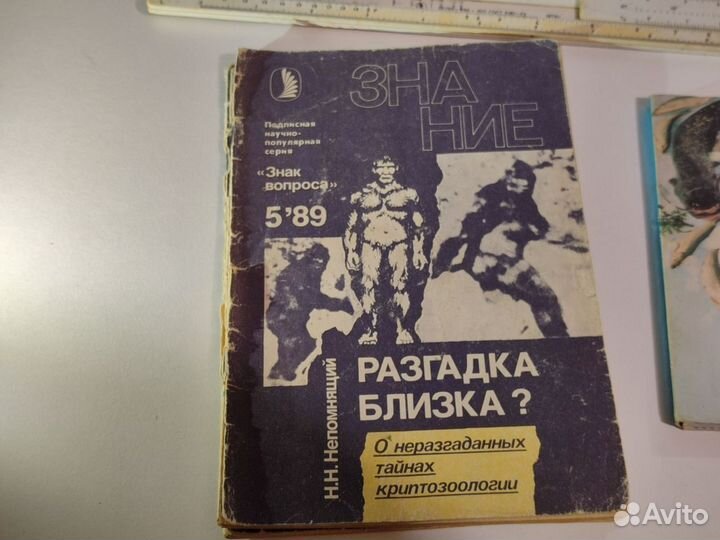 ЗНА
НИЕ
Подписная
научно-
популярная
серия
«Знак
вопроса»
5'89
Н.Н. Непомнящий
РАЗГАДКА
БЛИЗКА?
О неразгаданных
тайнах
криптозоологии
Avito